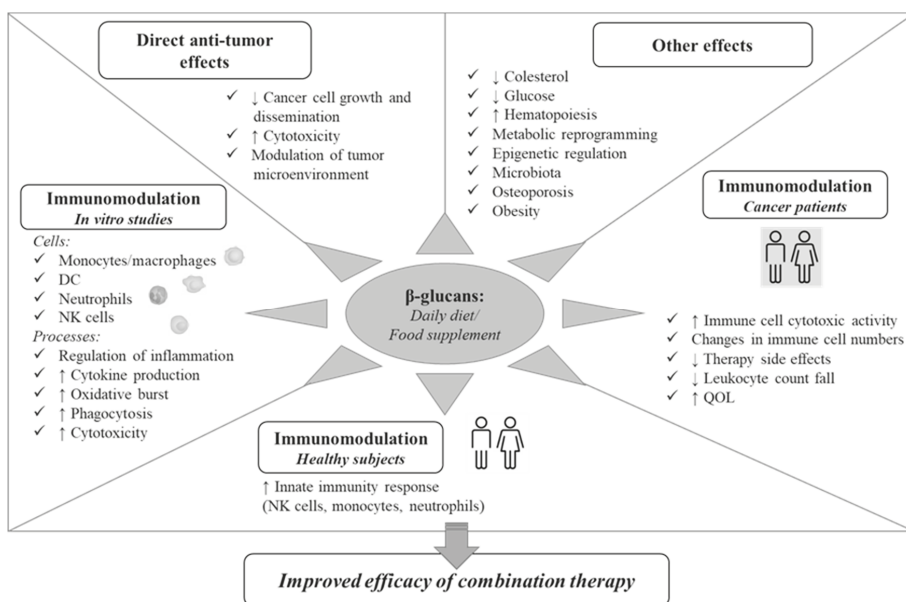 Direct anti-tumor
effects
✓ ↓ Cancer cell growth and
dissemination
✓ ↑ Cytotoxicity
✓ Modulation of tumor
microenvironment
Other effects
✓ ↓ Colesterol
✓ ↓ Glucose
✓ ↑ Hematopoiesis
✓ Metabolic reprogramming
✓ Epigenetic regulation
✓ Microbiota
✓ Osteoporosis
✓ Obesity
Immunomodulation
In vitro studies
Cells:
✓ Monocytes/macrophages
✓ DC
✓ Neutrophils
✓ NK cells
Processes:
✓ Regulation of inflammation
✓ ↑ Cytokine production
✓ ↑ Oxidative burst
✓ ↑ Phagocytosis
✓ ↑ Cytotoxicity
β-glucans:
Daily diet/
Food supplement
Immunomodulation
Cancer patients
✓ ↑ Immune cell cytotoxic activity
✓ Changes in immune cell numbers
✓ ↓ Therapy side effects
✓ ↓ Leukocyte count fall
✓ ↑ QOL
Immunomodulation
Healthy subjects
↑ Innate immunity response
(NK cells, monocytes, neutrophils)
Improved efficacy of combination therapy